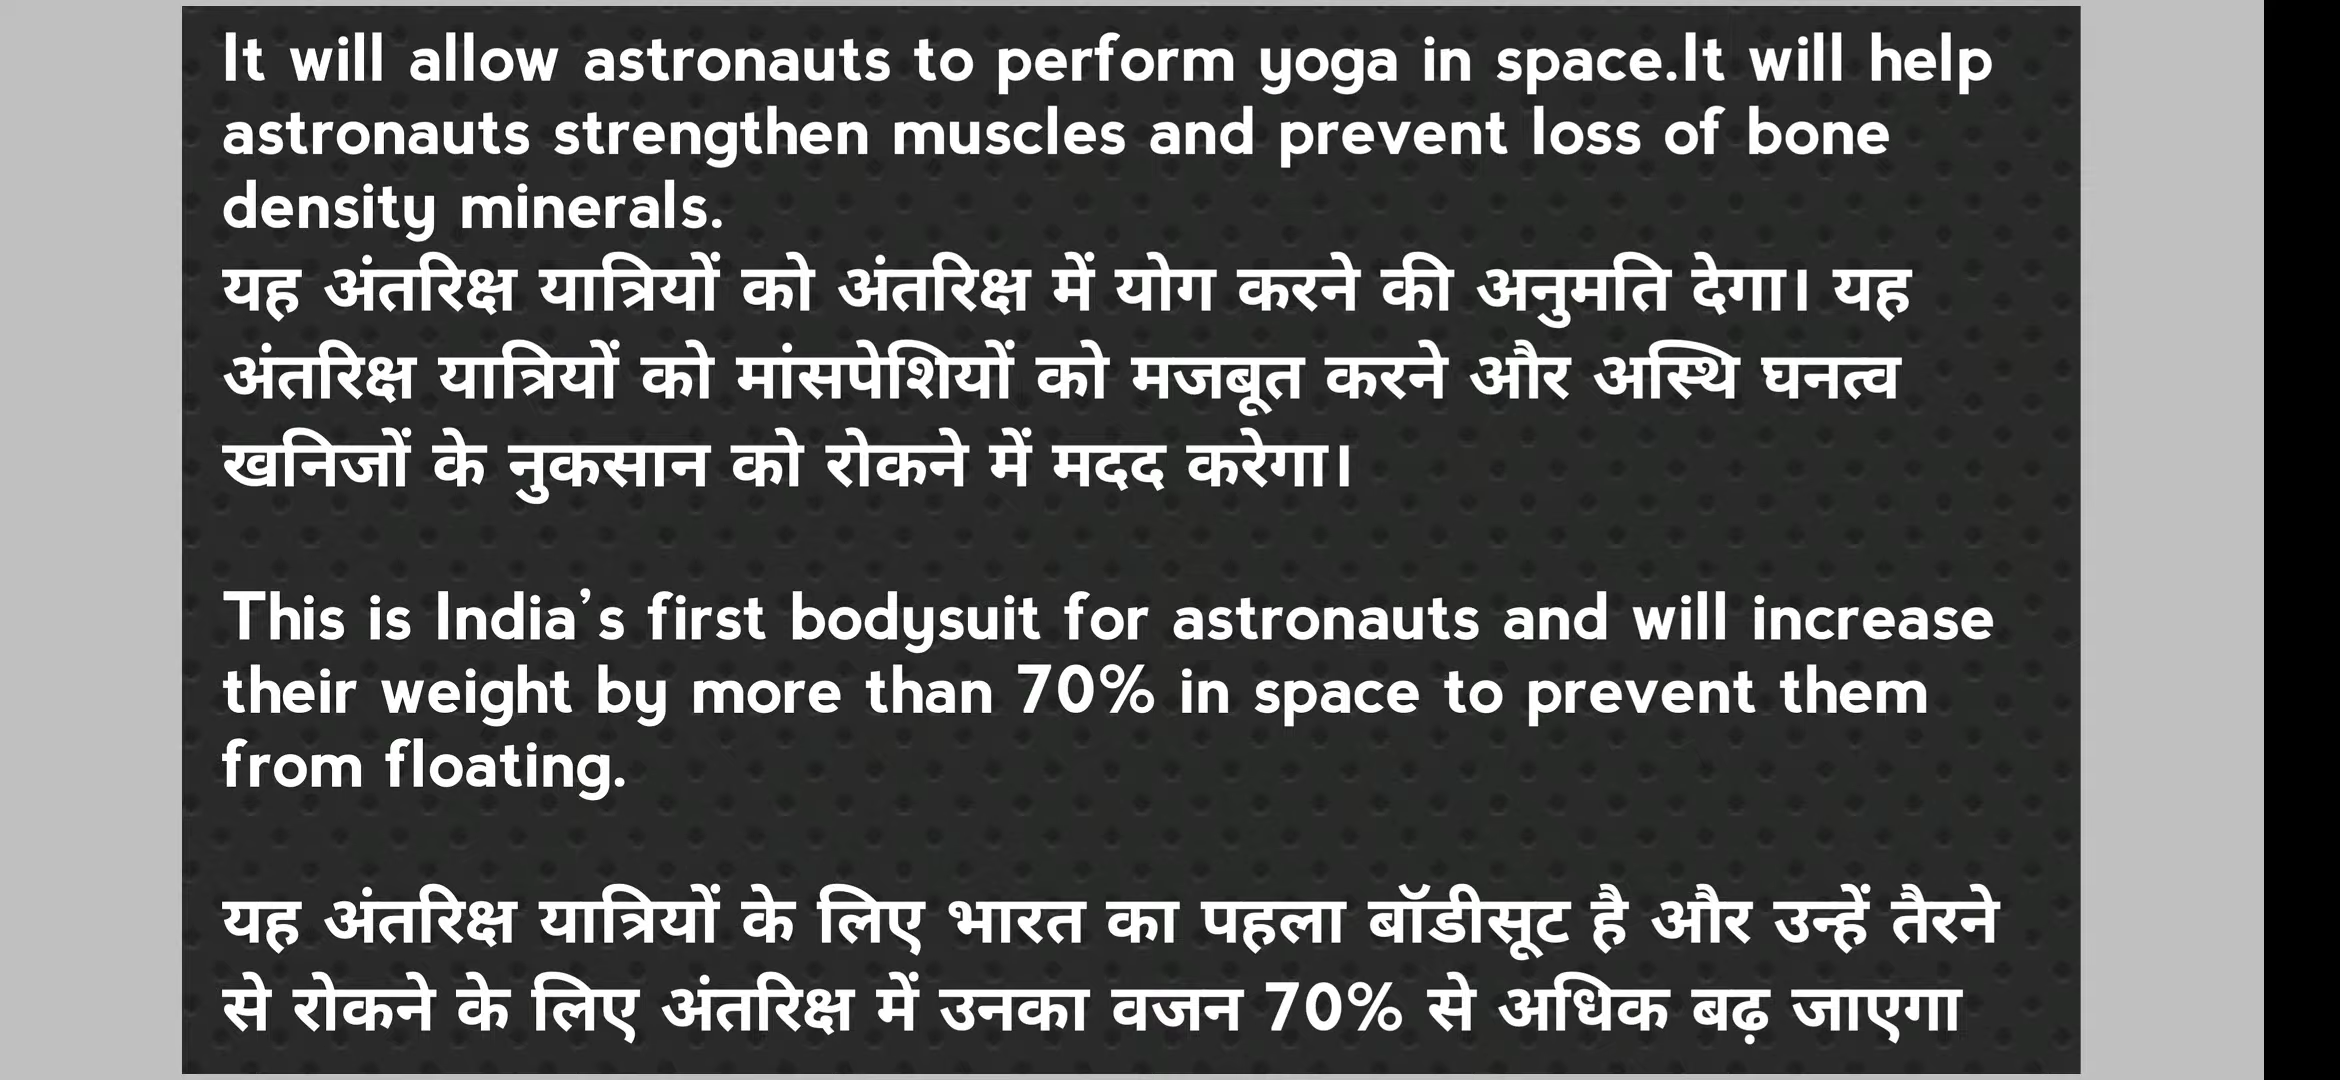 It will allow astronauts to perform yoga in space.It will help
astronauts strengthen muscles and prevent loss of bone
density minerals.
यह अंतरिक्ष यात्रियों को अंतरिक्ष में योग करने की अनुमति देगा। यह
अंतरिक्ष यात्रियों को मांसपेशियों को मजबूत करने और अस्थि घनत्व
खनिजों के नुकसान को रोकने में मदद करेगा।
This is India’s first bodysuit for astronauts and will increase
their weight by more than 70% in space to prevent them
from floating.
यह अंतरिक्ष यात्रियों के लिए भारत का पहला बॉडीसूट है और उन्हें तैरने
से रोकने के लिए अंतरिक्ष में उनका वजन 70% से अधिक बढ़ जाएगा